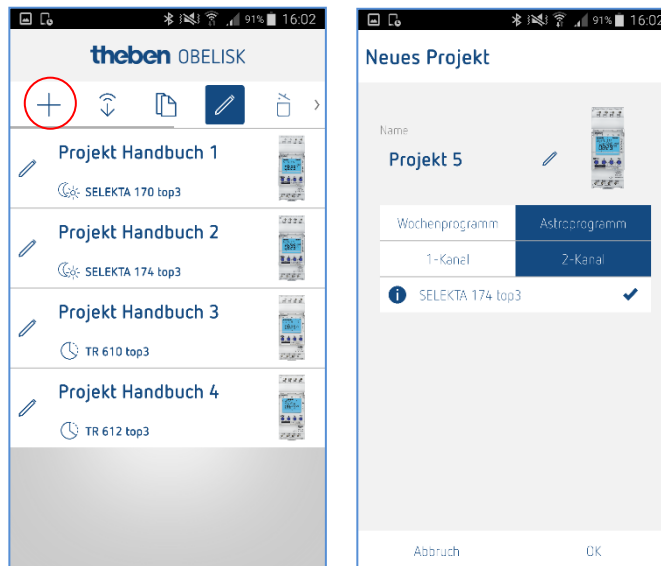 91% 16:02
theben OBELISK
Projekt Handbuch 1
SELEKTA 170 top3
Projekt Handbuch 2
SELEKTA 174 top3
Projekt Handbuch 3
TR 610 top3
Projekt Handbuch 4
TR 612 top3
91% 16:02
Neues Projekt
Name
Projekt 5
Wochenprogramm Astroprogramm
1-Kanal 2-Kanal
SELEKTA 174 top3
Abbruch OK